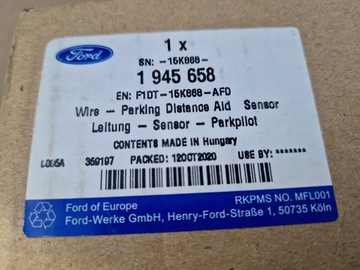 Ford
1 x
SN: -15K868-
1 945 658
EN: F1DT-15K868-AFD
Wire - Parking Distance Aid Sensor
Leitung - Sensor - Parkpilot
CONTENTS MADE IN Hungary
359197 PACKED: 12OCT2020 USE BY: *******
Ford of Europe RKPMS NO. MFL001
Ford-Werke GmbH, Henry-Ford-Straße 1, 50735 Köln